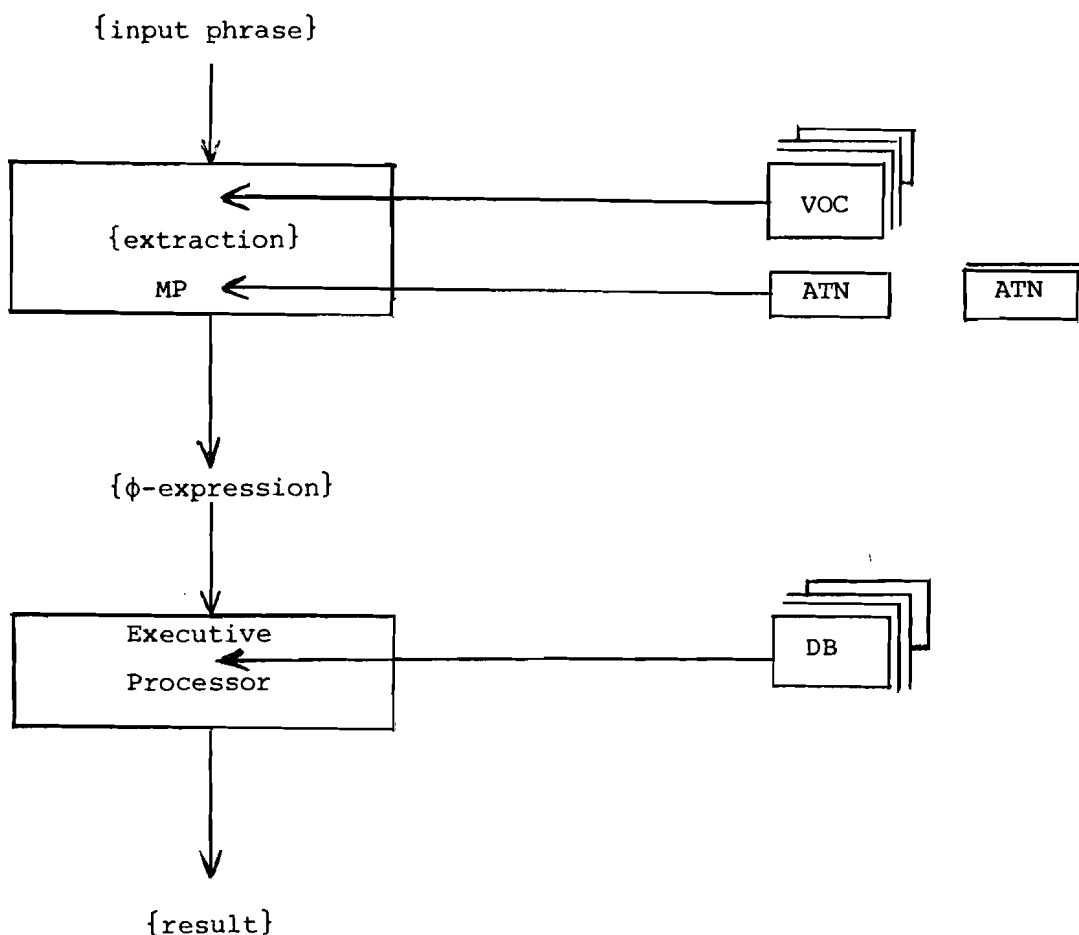 {input phrase}
VOC
{extraction}
MP
ATN
ATN
{φ-expression}
Executive
DB
Processor
{result}